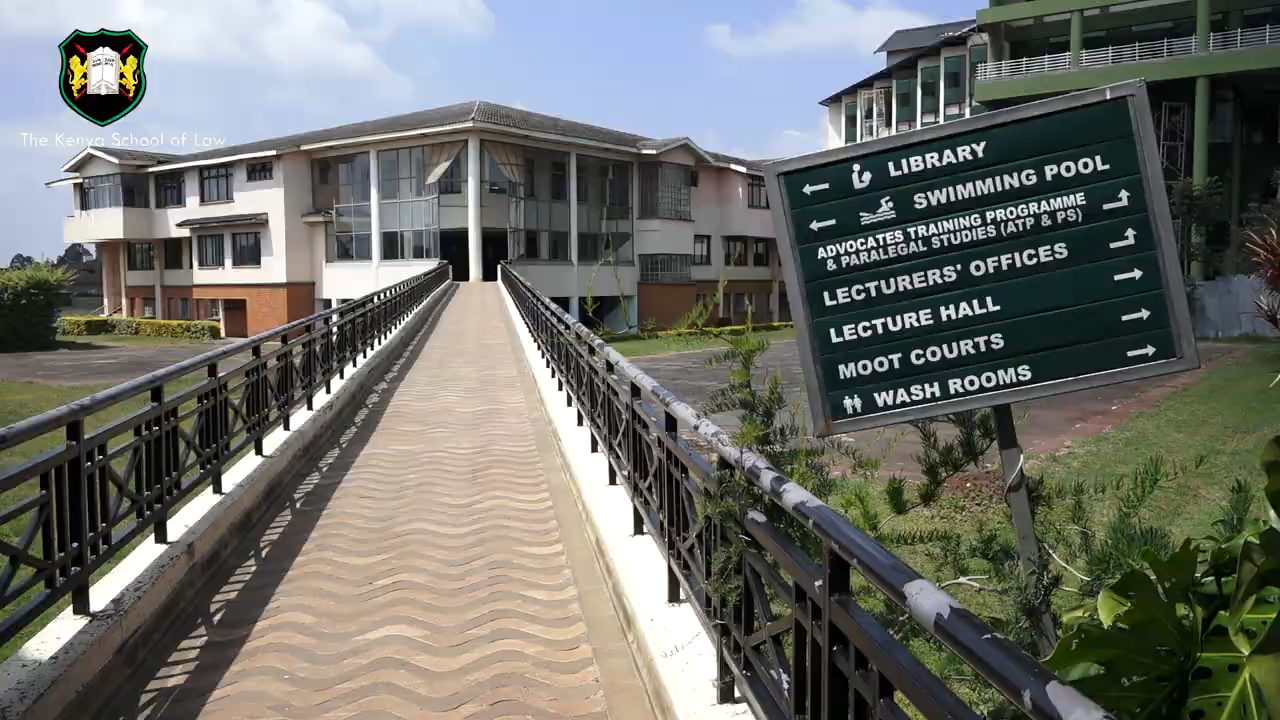 The Kenya School of Law
LIBRARY
SWIMMING POOL
ADVOCATES TRAINING PROGRAMME
& PARALEGAL STUDIES (ATP & PS)
LECTURERS' OFFICES
LECTURE HALL
MOOT COURTS
WASH ROOMS